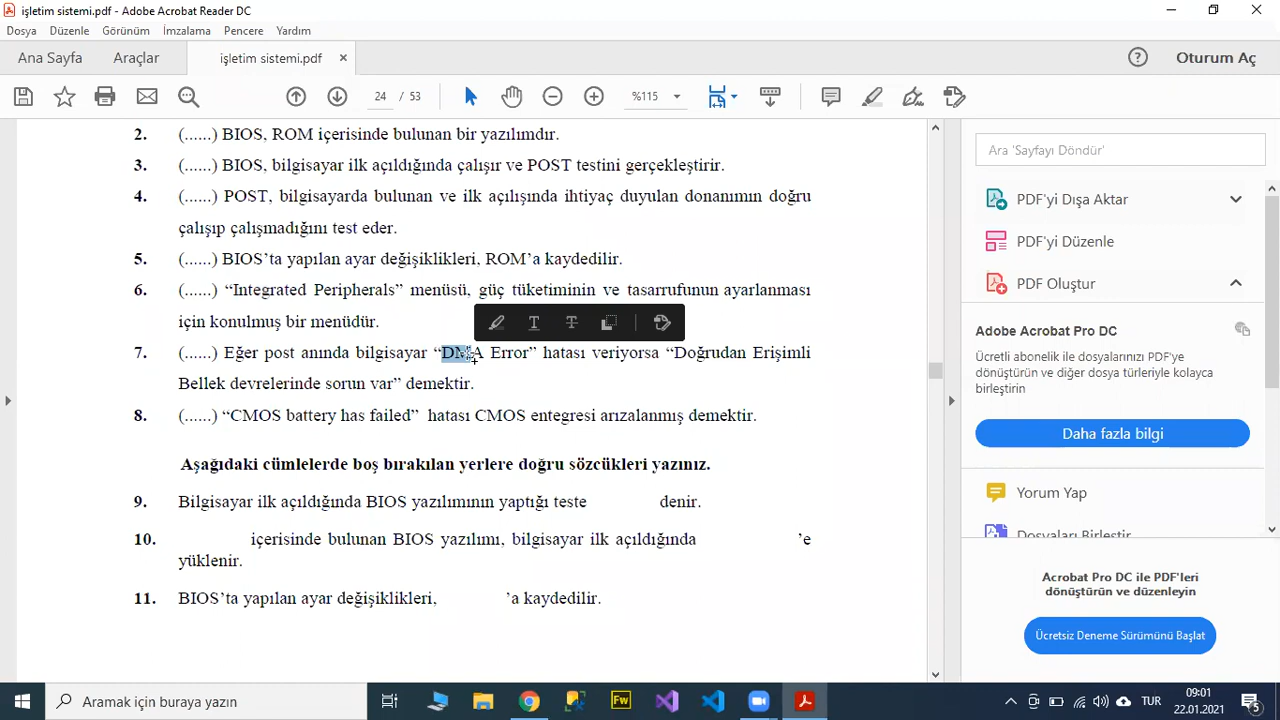 işletim sistemi.pdf - Adobe Acrobat Reader DC
Dosya Düzenle Görünüm İmzalama Pencere Yardım
Ana Sayfa Araçlar işletim sistemi.pdf × ? Oturum Aç
24 / 53 %115
2. (......) BIOS, ROM içerisinde bulunan bir yazılımdır.
3. (......) BIOS, bilgisayar ilk açıldığında çalışır ve POST testini gerçekleştirir.
4. (......) POST, bilgisayarda bulunan ve ilk açılışında ihtiyaç duyulan donanımın doğru
çalışıp çalışmadığını test eder.
5. (......) BIOS’ta yapılan ayar değişiklikleri, ROM’a kaydedilir.
6. (......) “Integrated Peripherals” menüsü, güç tüketiminin ve tasarrufunun ayarlanması
için konulmuş bir menüdür.
7. (......) Eğer post anında bilgisayar “DMA Error” hatası veriyorsa “Doğrudan Erişimli
Bellek devrelerinde sorun var” demektir.
8. (......) “CMOS battery has failed” hatası CMOS entegresi arızalanmış demektir.
Aşağıdaki cümlelerde boş bırakılan yerlere doğru sözcükleri yazınız.
9. Bilgisayar ilk açıldığında BIOS yazılımının yaptığı teste denir.
10. içerisinde bulunan BIOS yazılımı, bilgisayar ilk açıldığında ’e
yüklenir.
11. BIOS’ta yapılan ayar değişiklikleri, ’a kaydedilir.
Ara 'Sayfayı Döndür'
PDF'yi Dışa Aktar
PDF'yi Düzenle
PDF Oluştur
Adobe Acrobat Pro DC
Ücretli abonelik ile dosyalarınızı PDF'ye
dönüştürün ve diğer dosya türleriyle kolayca
birleştirin
Daha fazla bilgi
Yorum Yap
Dosyaları Birleştir
Acrobat Pro DC ile PDF'leri
dönüştürün ve düzenleyin
Ücretsiz Deneme Sürümünü Başlat
Aramak için buraya yazın
Fw
TUR
09:01
22.01.2021
5